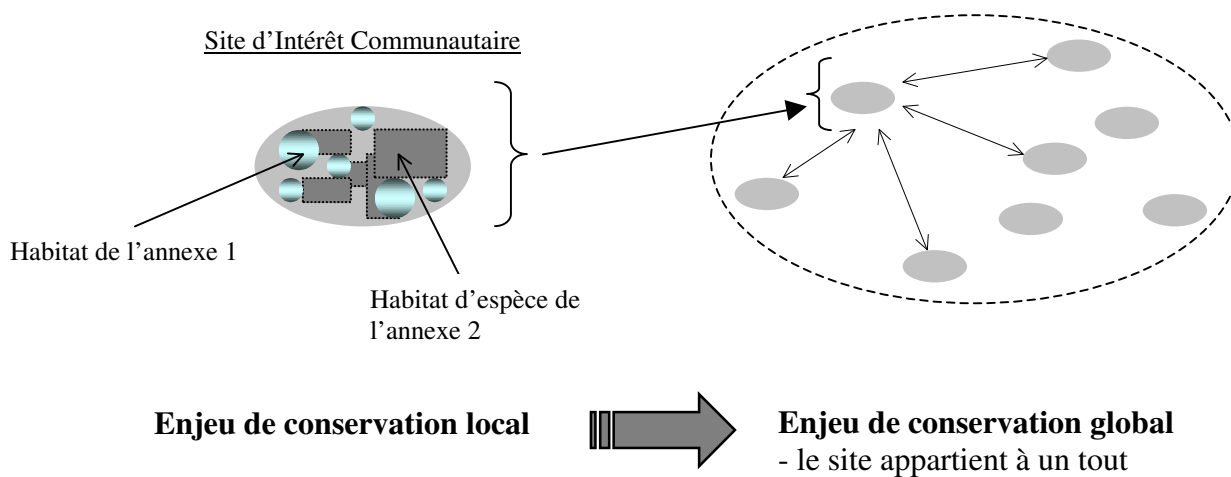 Site d'Intérêt Communautaire
Habitat de l'annexe 1
Habitat d'espèce de
l'annexe 2
Enjeu de conservation local
Enjeu de conservation global
- le site appartient à un tout